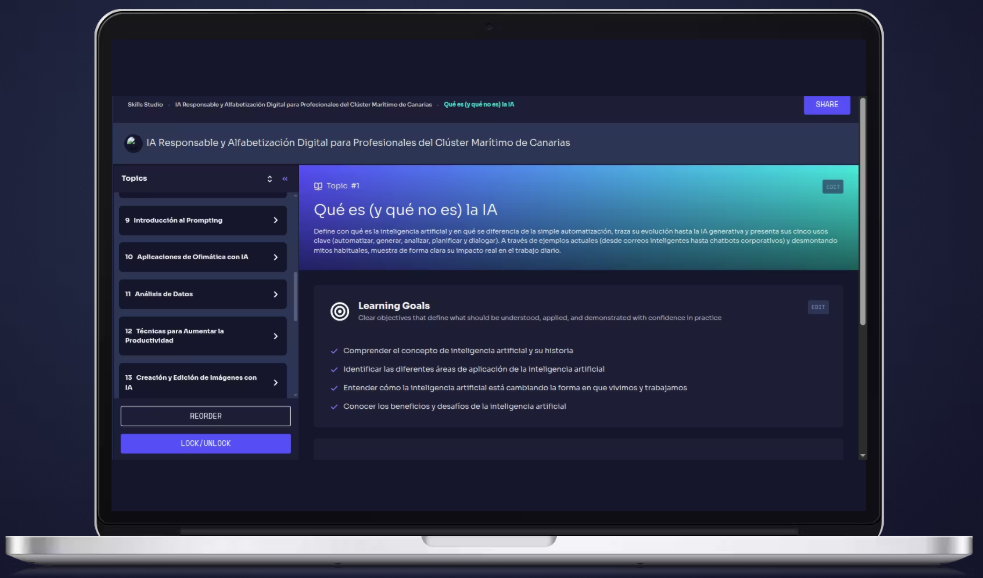 Skills Studio
IA Responsable y Alfabetización Digital para Profesionales del Clúster Marítimo de Canarias
Qué es (y qué no es) la IA
SHARE
IA Responsable y Alfabetización Digital para Profesionales del Clúster Marítimo de Canarias
Topics
9 Introducción al Prompting
10 Aplicaciones de Ofimática con IA
11 Análisis de Datos
12 Técnicas para Aumentar la
Productividad
13 Creación y Edición de Imágenes con
IA
REORDER
LOCK/UNLOCK
Topic #1
EDIT
Qué es (y qué no es) la IA
Define con qué es la inteligencia artificial y en qué se diferencia de la simple automatización, traza su evolución hasta la IA generativa y presenta sus cinco usos
clave (automatizar, generar, analizar, planificar y dialogar). A través de ejemplos actuales (desde correos inteligentes hasta chatbots corporativos) y desmontando
mitos habituales, muestra de forma clara su impacto real en el trabajo diario.
Learning Goals
EDIT
Clear objectives that define what should be understood, applied, and demonstrated with confidence in practice
Comprender el concepto de inteligencia artificial y su historia
Identificar las diferentes áreas de aplicación de la inteligencia artificial
Entender cómo la inteligencia artificial está cambiando la forma en que vivimos y trabajamos
Conocer los beneficios y desafíos de la inteligencia artificial